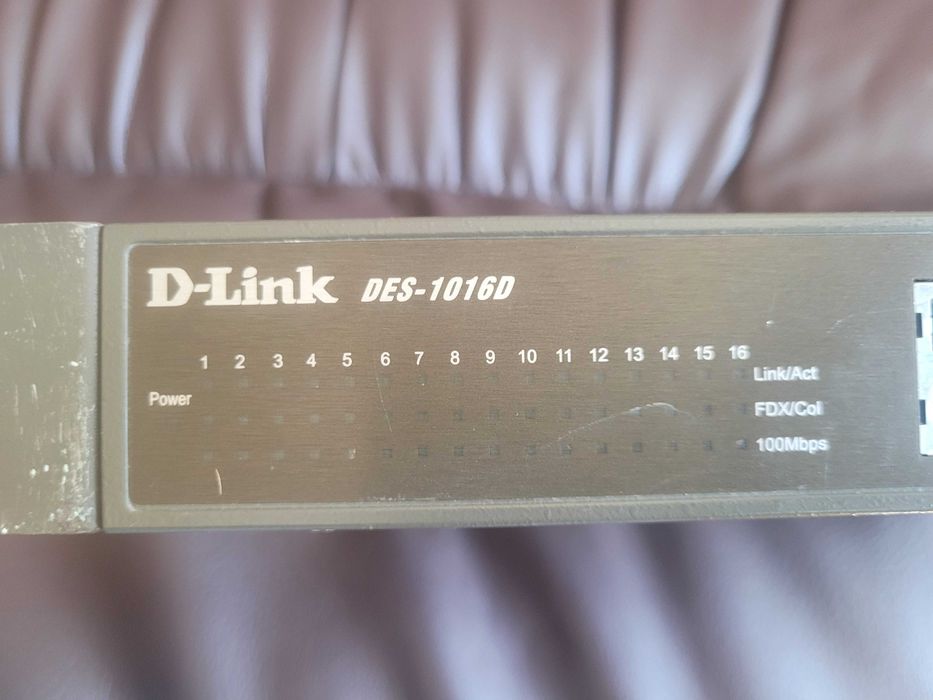 D-Link DES-1016D
1 2 3 4 5 6 7 8 9 10 11 12 13 14 15 16
Link/Act
Power
FDX/Col
100Mbps